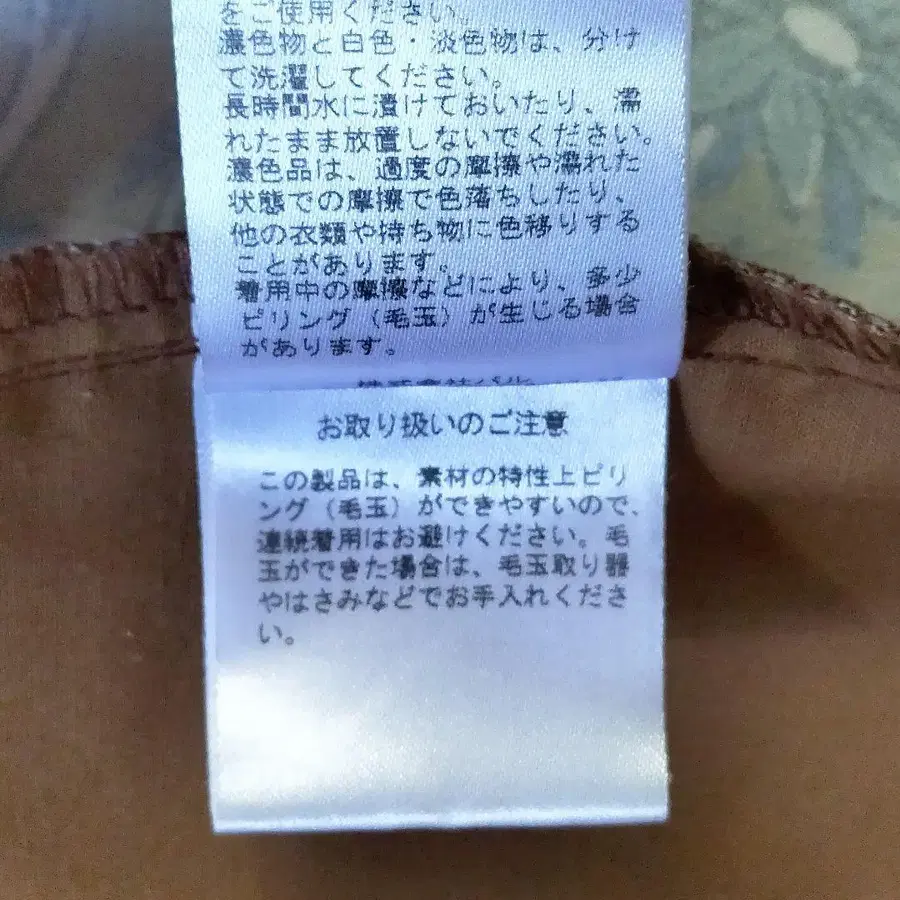 をご使用ください。
濃色物と白色・淡色物は、分け
て洗濯してください。
長時間水に漬けておいたり、濡
れたまま放置しないでください。
濃色品は、過度の摩擦や濡れた
状態での摩擦で色落ちしたり、
他の衣類や持ち物に色移りする
ことがあります。
着用中の摩擦などにより、多少
ピリング（毛玉）が生じる場合
があります。
お取り扱いのご注意
この製品は、素材の特性上ピリ
ング（毛玉）ができやすいので、
連続着用はお避けください。毛
玉ができた場合は、毛玉取り器
やはさみなどでお手入れくださ
い。